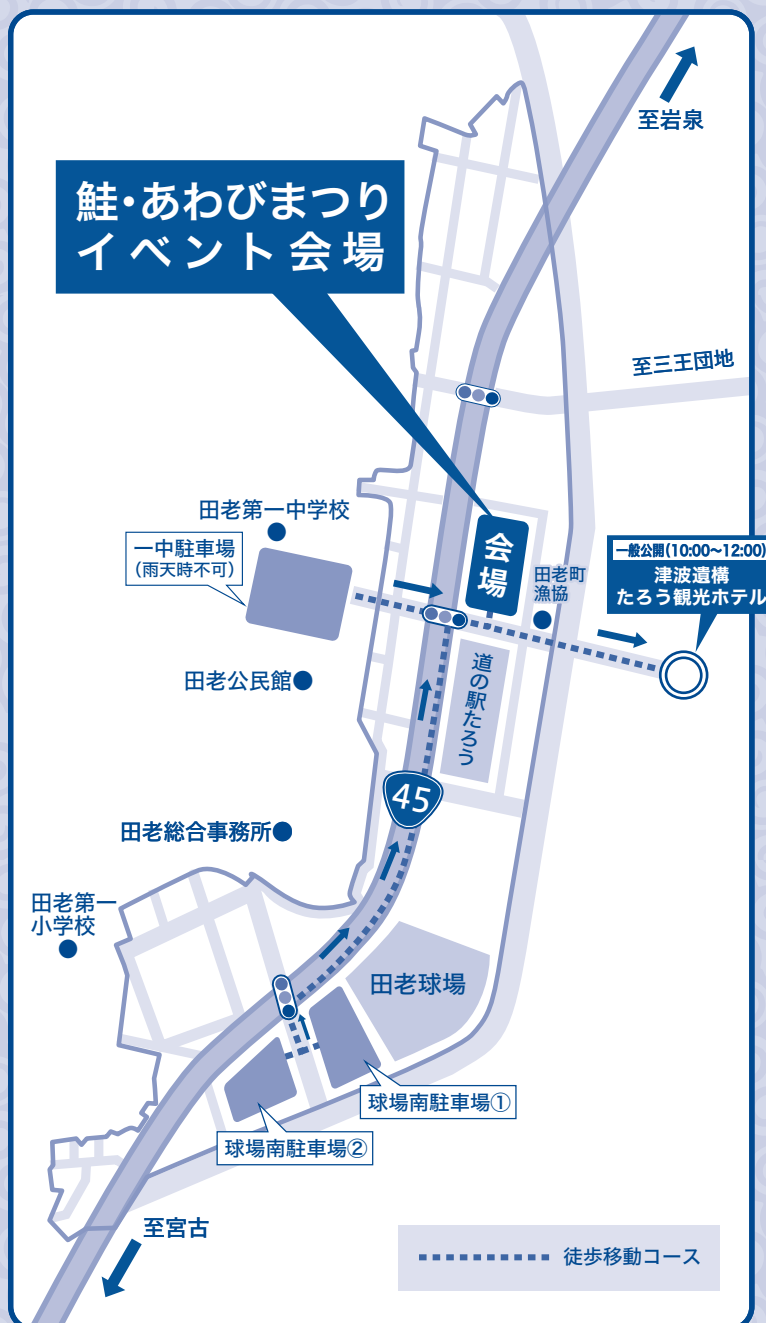 至岩泉
鮭・あわびまつり
イベント会場
至三王団地
田老第一中学校
一中駐車場
(雨天時不可)
会場
田老町
漁協
一般公開(10:00~12:00)
津波遺構
たろう観光ホテル
田老公民館
道の駅たろう
45
田老総合事務所
田老第一
小学校
田老球場
球場南駐車場①
球場南駐車場②
至宮古
徒歩移動コース